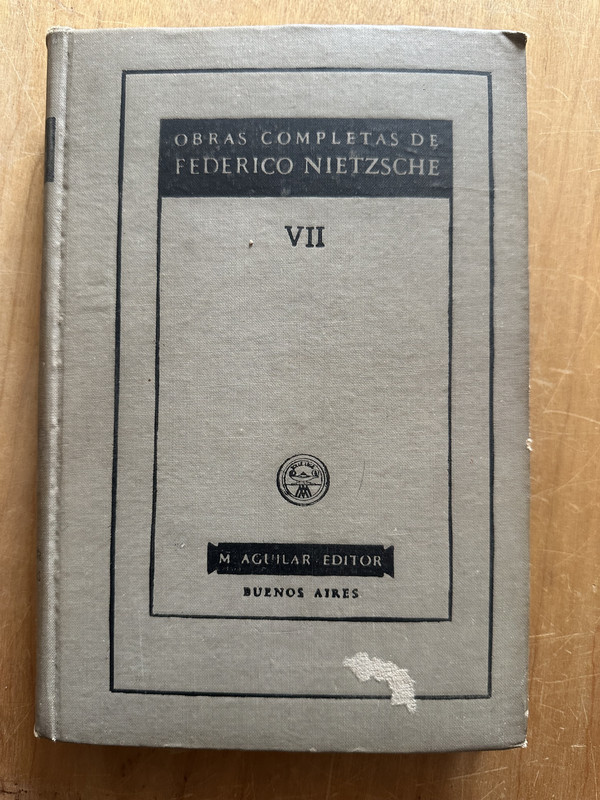 OBRAS COMPLETAS DE
FEDERICO NIETZSCHE
VII
M. AGUILAR EDITOR
BUENOS AIRES